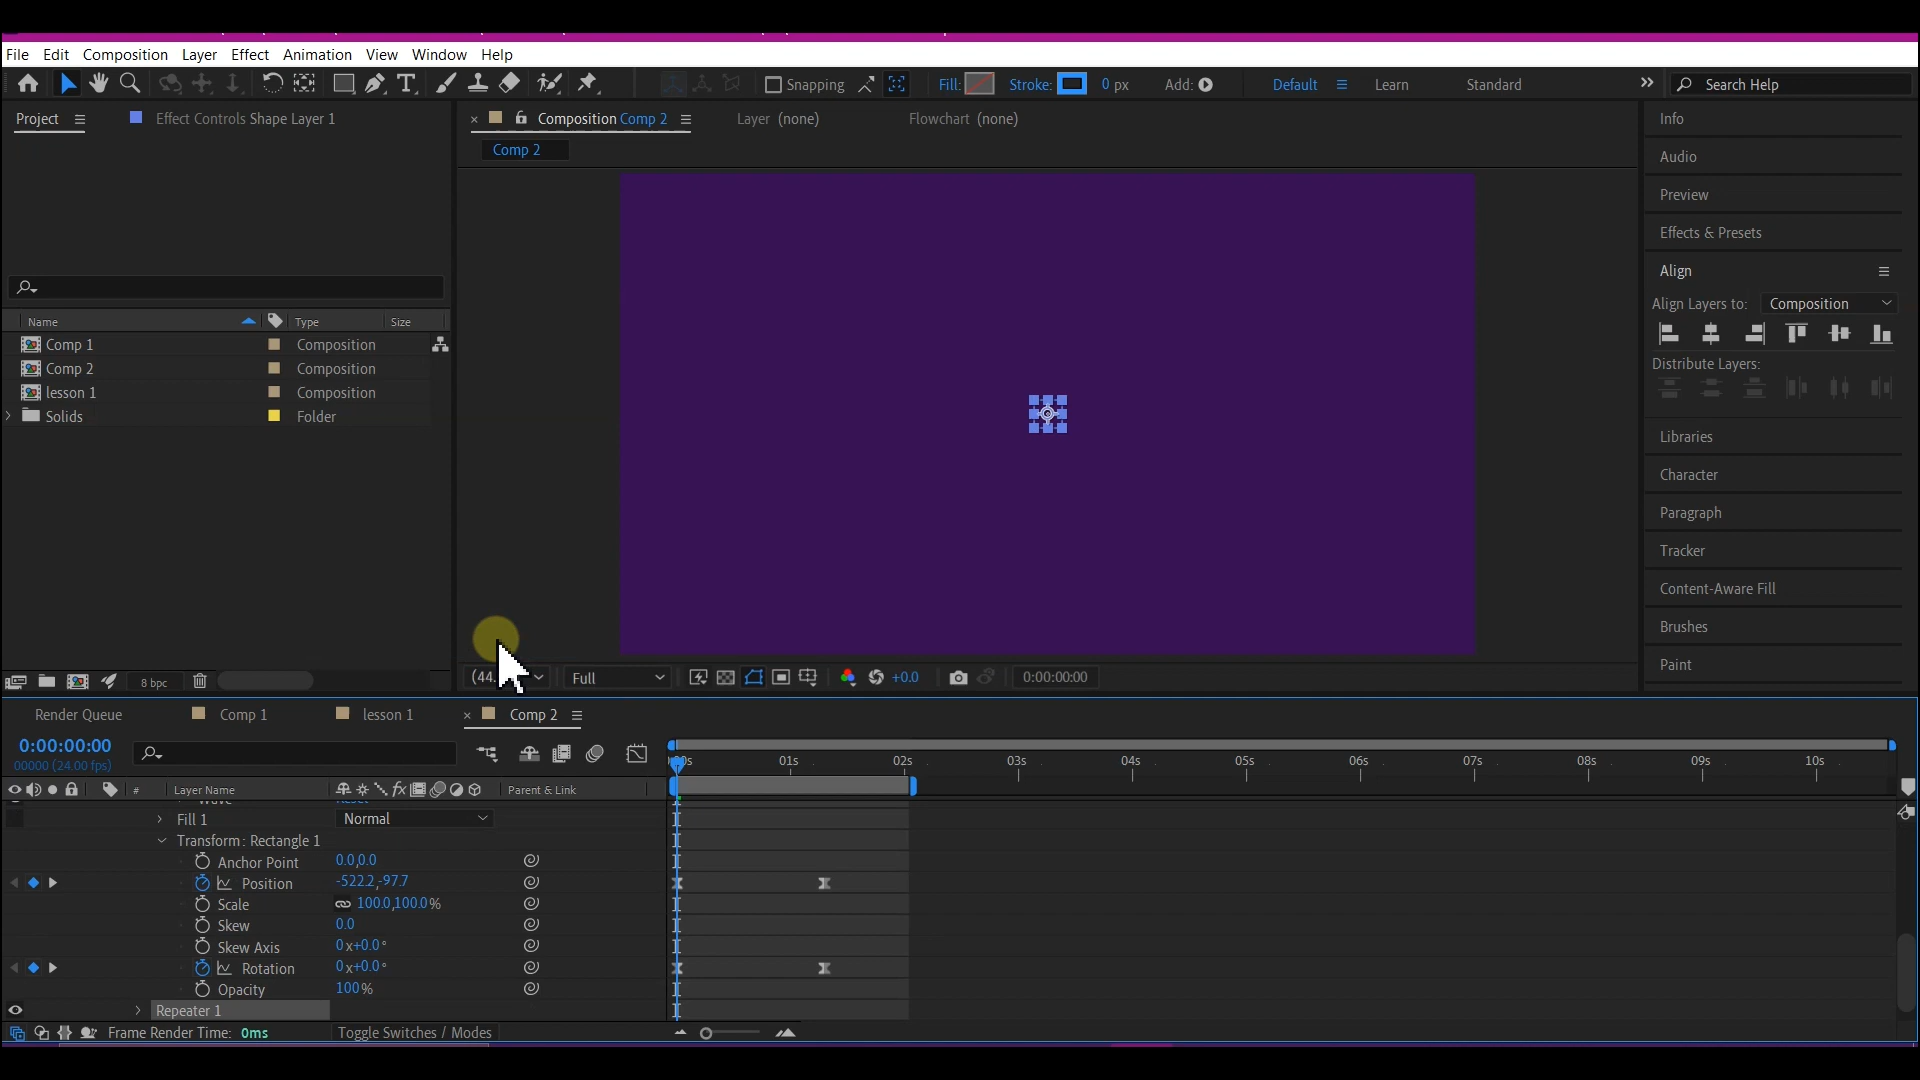 File Edit Composition Layer Effect Animation View Window Help
Snapping Fill: Stroke: 0 px Add: Default Learn Standard Search Help
Project Effect Controls Shape Layer 1 Composition Comp 2 Layer (none) Flowchart (none) Info
Comp 2
Audio
Preview
Effects & Presets
Align
Align Layers to: Composition
Name Type Size
Comp 1 Composition
Distribute Layers:
Comp 2 Composition
lesson 1 Composition
Solids Folder
Libraries
Character
Paragraph
Tracker
Content-Aware Fill
Brushes
Paint
8 bpc (44. Full +0.0 0:00:00:00
Render Queue Comp 1 lesson 1 Comp 2
0:00:00:00
00000 (24.00 fps)
01s 02s 03s 04s 05s 06s 07s 08s 09s 10s
# Layer Name Parent & Link
Fill 1 Normal
Transform: Rectangle 1
Anchor Point 0.0,0.0
Position -522.2,-97.7
Scale 100.0,100.0%
Skew 0.0
Skew Axis 0x+0.0°
Rotation 0x+0.0°
Opacity 100%
Repeater 1
Frame Render Time: 0ms Toggle Switches / Modes